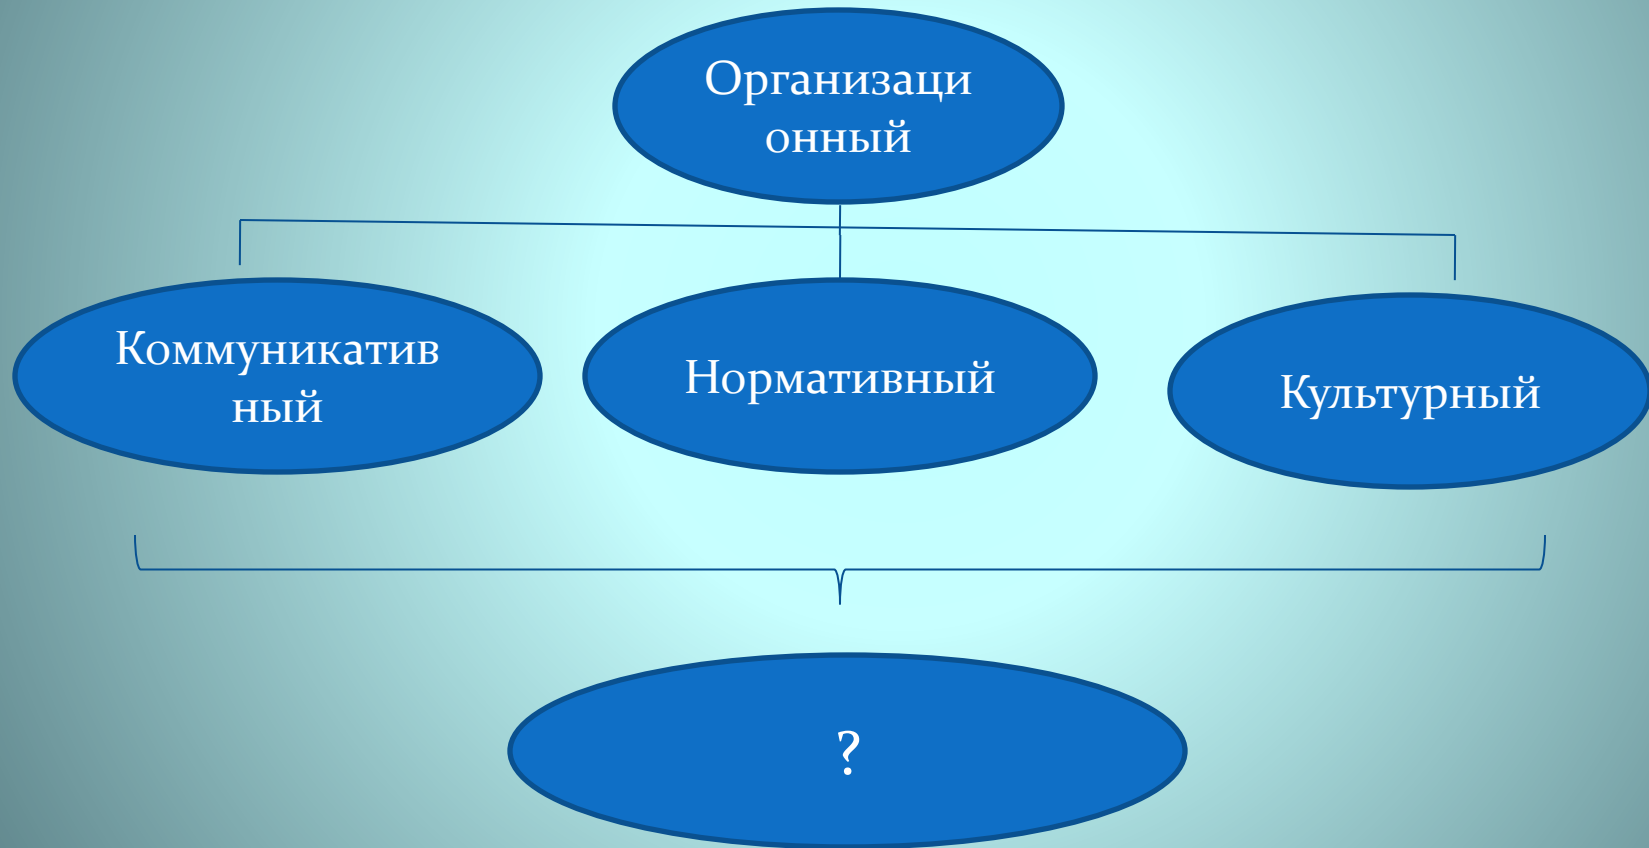 Организаци
онный
Коммуникатив
ный
Нормативный
Культурный
?